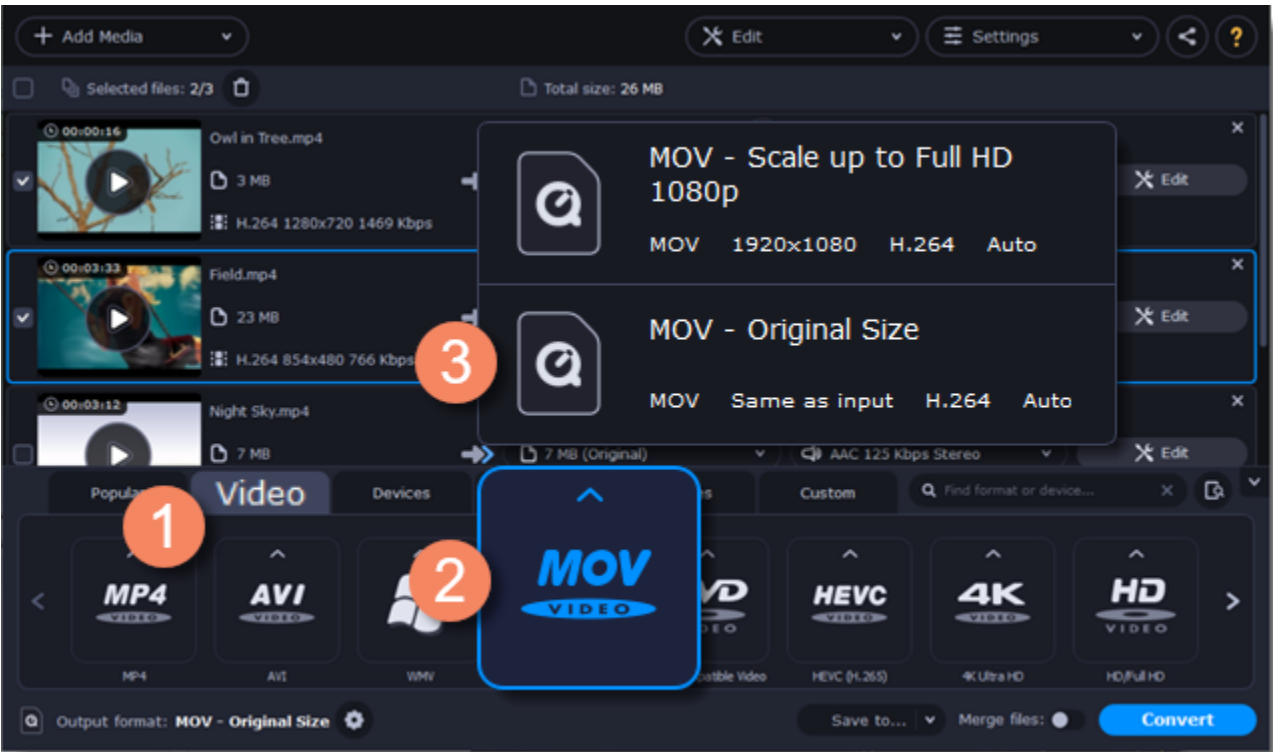 Add Media
Edit
Settings
?
Selected files: 2/3
Total size: 26 MB
00:00:16
Owl in Tree.mp4
3 MB
H.264 1280x720 1469 Kbps
MOV - Scale up to Full HD
1080p
MOV 1920x1080 H.264 Auto
Edit
00:03:33
Field.mp4
23 MB
H.264 854x480 766 Kbps
3
MOV - Original Size
MOV Same as input H.264 Auto
Edit
00:03:12
Night Sky.mp4
7 MB
7 MB (Original)
AAC 125 Kbps Stereo
Edit
1
Video
Devices
Custom
Find format or device...
MP4
VIDEO
AVI
VIDEO
2
MOV
VIDEO
HEVC
VIDEO
4K
VIDEO
HD
VIDEO
MP4
AVI
WMV
Video
HEVC (H.265)
4K Ultra HD
HD/Full HD
Output format: MOV - Original Size
Save to...
Merge files:
Convert